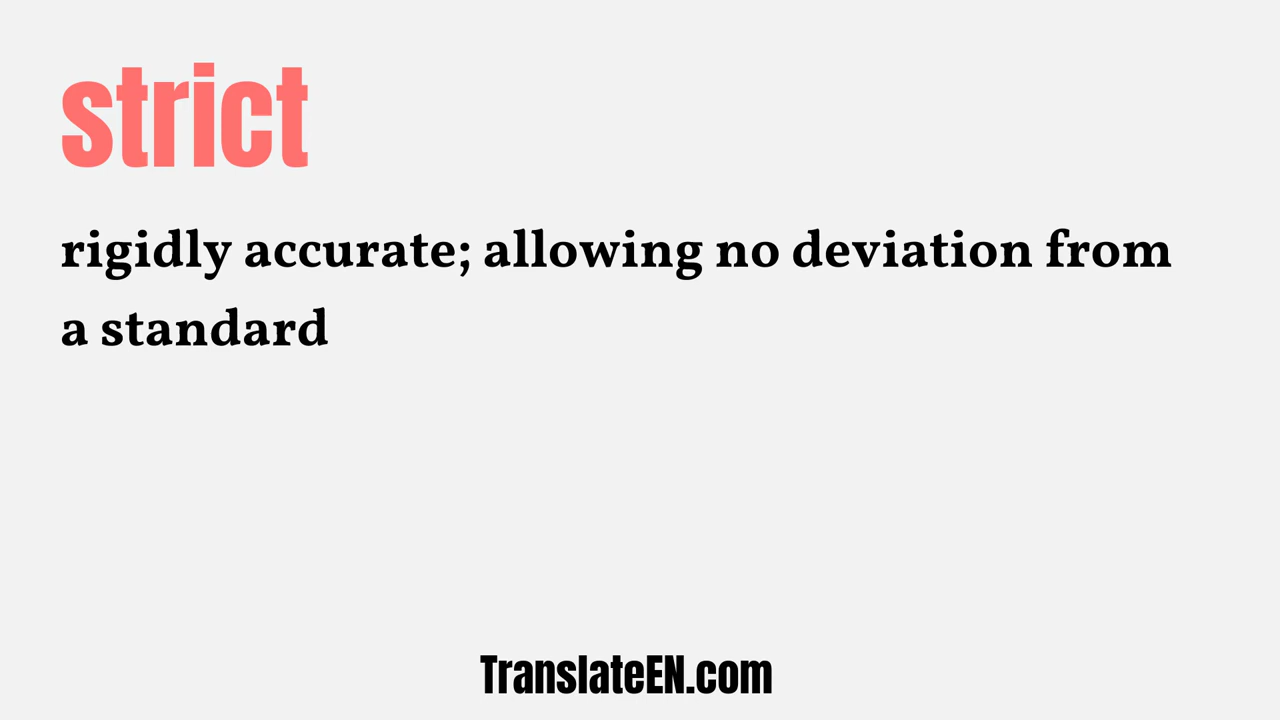 strict
rigidly accurate; allowing no deviation from
a standard
TranslateEN.com